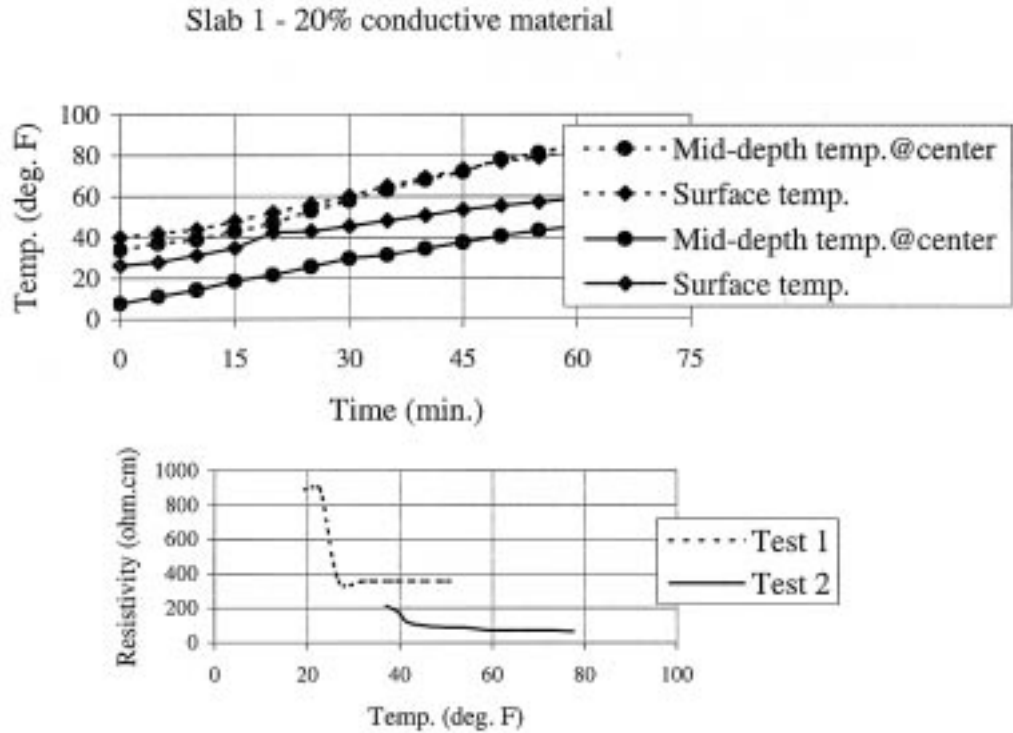 Slab 1 - 20% conductive material
Temp. (deg. F)
100
80
60
40
20
0
0 15 30 45 60 75
Time (min.)
Mid-depth temp.@center
Surface temp.
Mid-depth temp.@center
Surface temp.
Resistivity (ohm.cm)
1000
800
600
400
200
0
0 20 40 60 80 100
Temp. (deg. F)
Test 1
Test 2